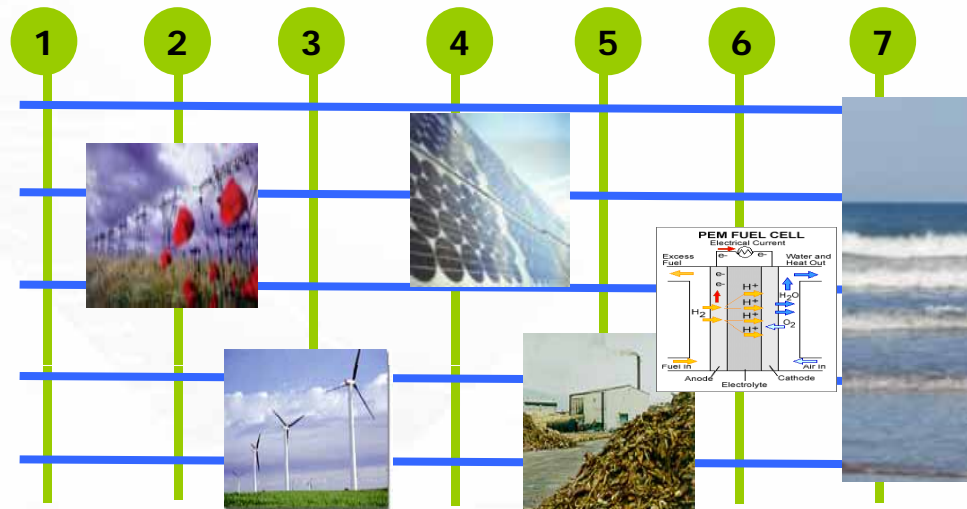 1 2 3 4 5 6 7
PEM FUEL CELL
Electrical Current
e- e-
Excess Fuel
Water and Heat Out
e-
e-
H+
H+
H+
H+
H2
H2O
O2
Fuel In
Air In
Anode
Cathode
Electrolyte